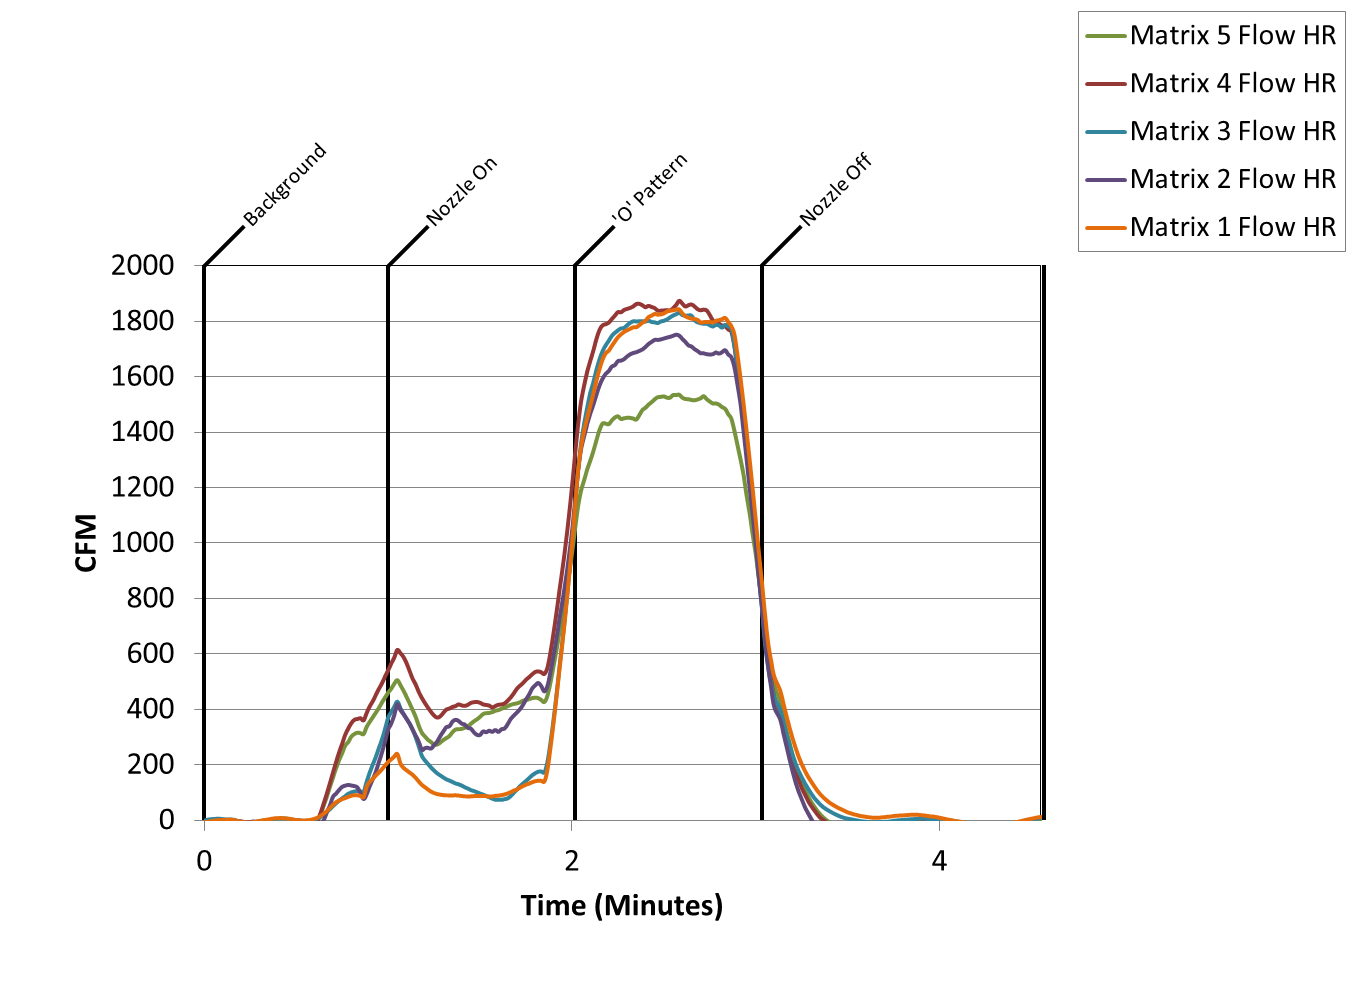 Matrix 5 Flow HR
Matrix 4 Flow HR
Matrix 3 Flow HR
Matrix 2 Flow HR
Matrix 1 Flow HR
Background
Nozzle On
'O' Pattern
Nozzle Off
2000
1800
1600
1400
1200
1000
800
600
400
200
0
CFM
0 2 4
Time (Minutes)